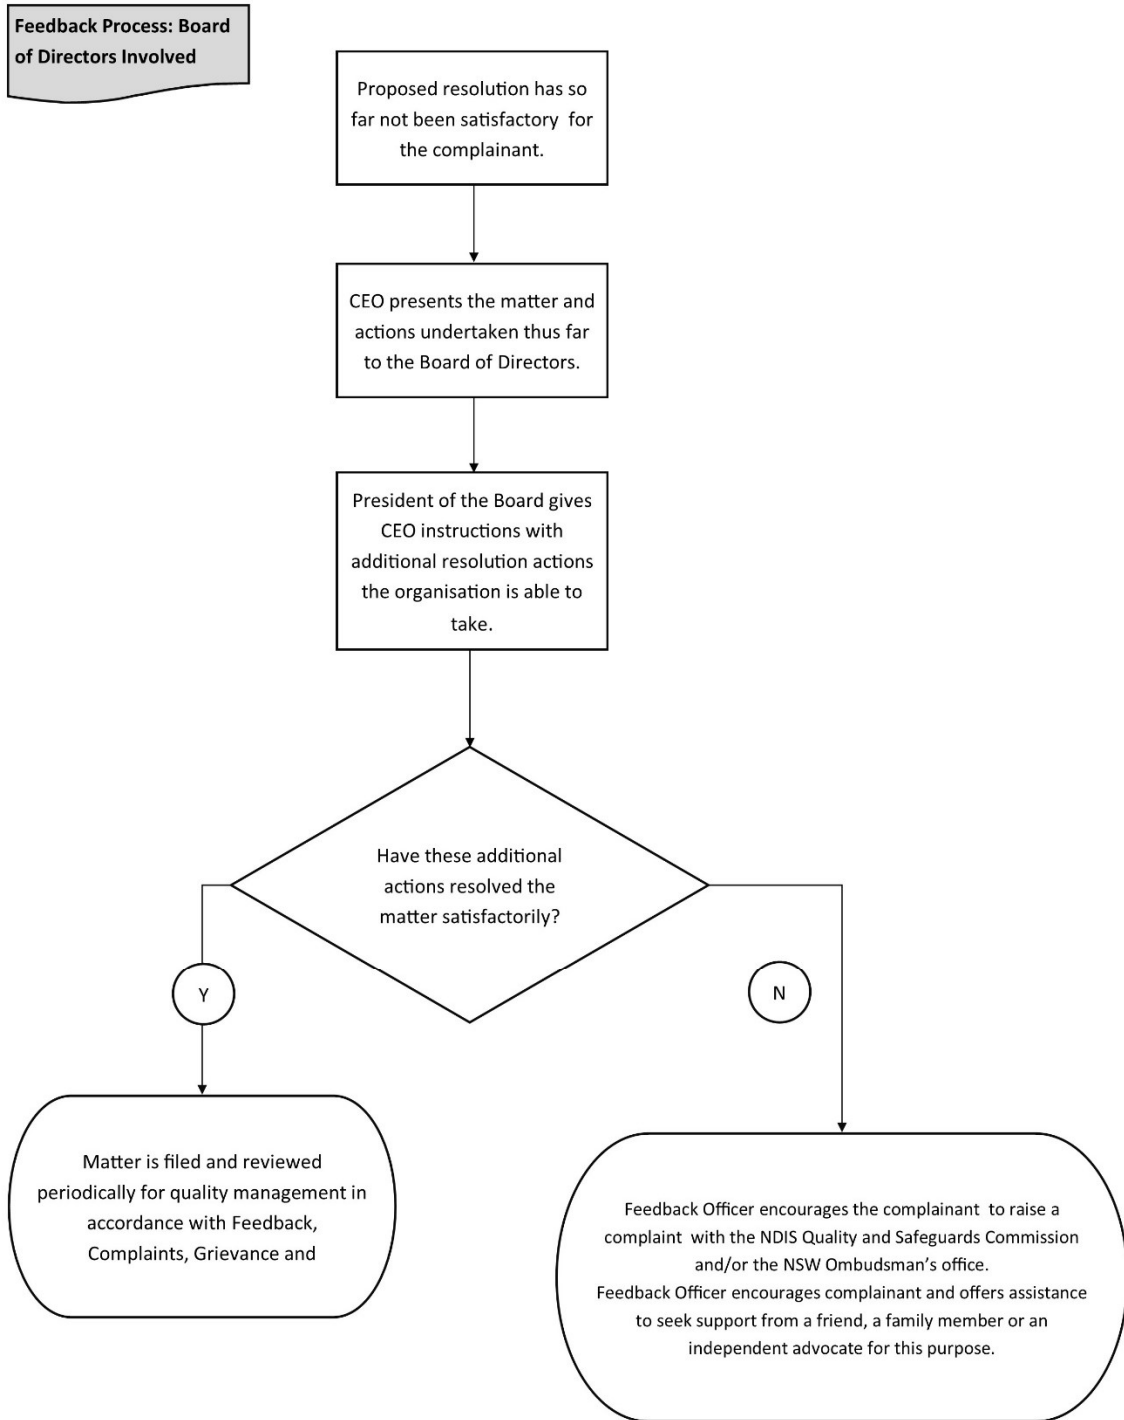 Feedback Process: Board
of Directors Involved
Proposed resolution has so
far not been satisfactory for
the complainant.
CEO presents the matter and
actions undertaken thus far
to the Board of Directors.
President of the Board gives
CEO instructions with
additional resolution actions
the organisation is able to
take.
Have these additional
actions resolved the
matter satisfactorily?
Y
N
Matter is filed and reviewed
periodically for quality management in
accordance with Feedback,
Complaints, Grievance and
Feedback Officer encourages the complainant to raise a
complaint with the NDIS Quality and Safeguards Commission
and/or the NSW Ombudsman’s office.
Feedback Officer encourages complainant and offers assistance
to seek support from a friend, a family member or an
independent advocate for this purpose.